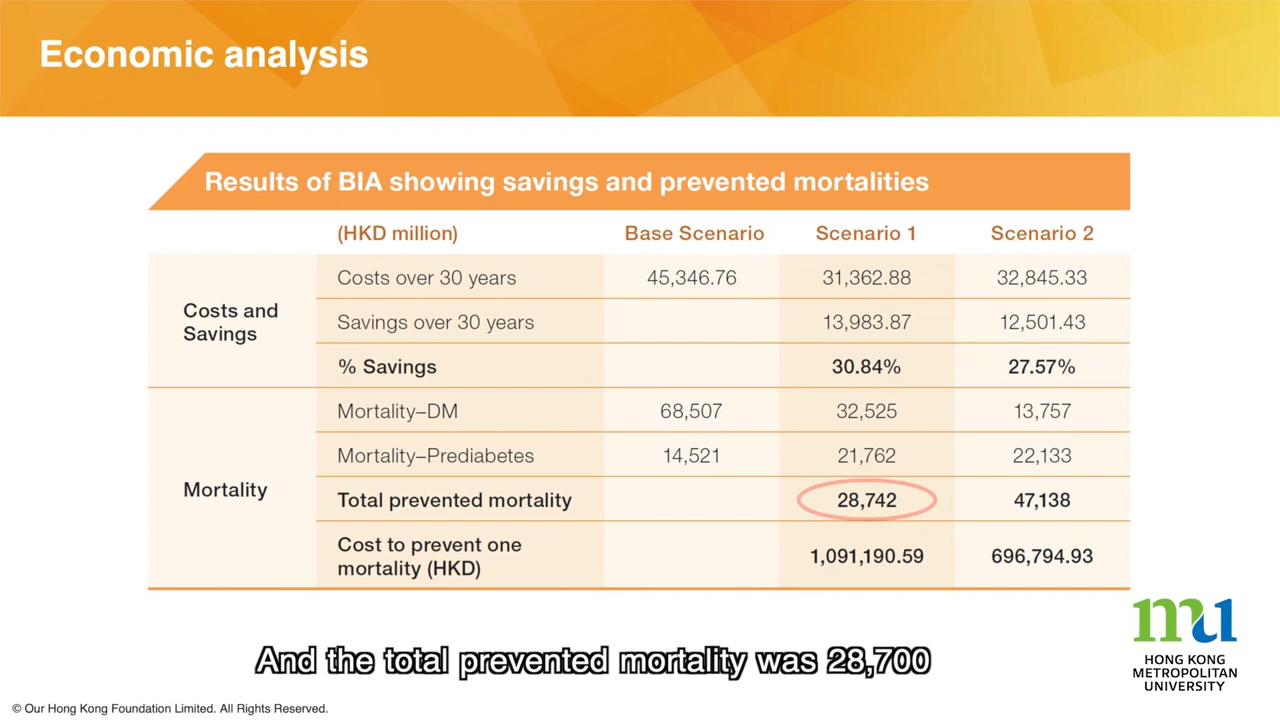 Economic analysis
Results of BIA showing savings and prevented mortalities
(HKD million) Base Scenario Scenario 1 Scenario 2
Costs and Savings
Costs over 30 years 45,346.76 31,362.88 32,845.33
Savings over 30 years 13,983.87 12,501.43
% Savings 30.84% 27.57%
Mortality
Mortality–DM 68,507 32,525 13,757
Mortality–Prediabetes 14,521 21,762 22,133
Total prevented mortality 28,742 47,138
Cost to prevent one
mortality (HKD) 1,091,190.59 696,794.93
And the total prevented mortality was 28,700
mu
HONG KONG
METROPOLITAN
UNIVERSITY
© Our Hong Kong Foundation Limited. All Rights Reserved.